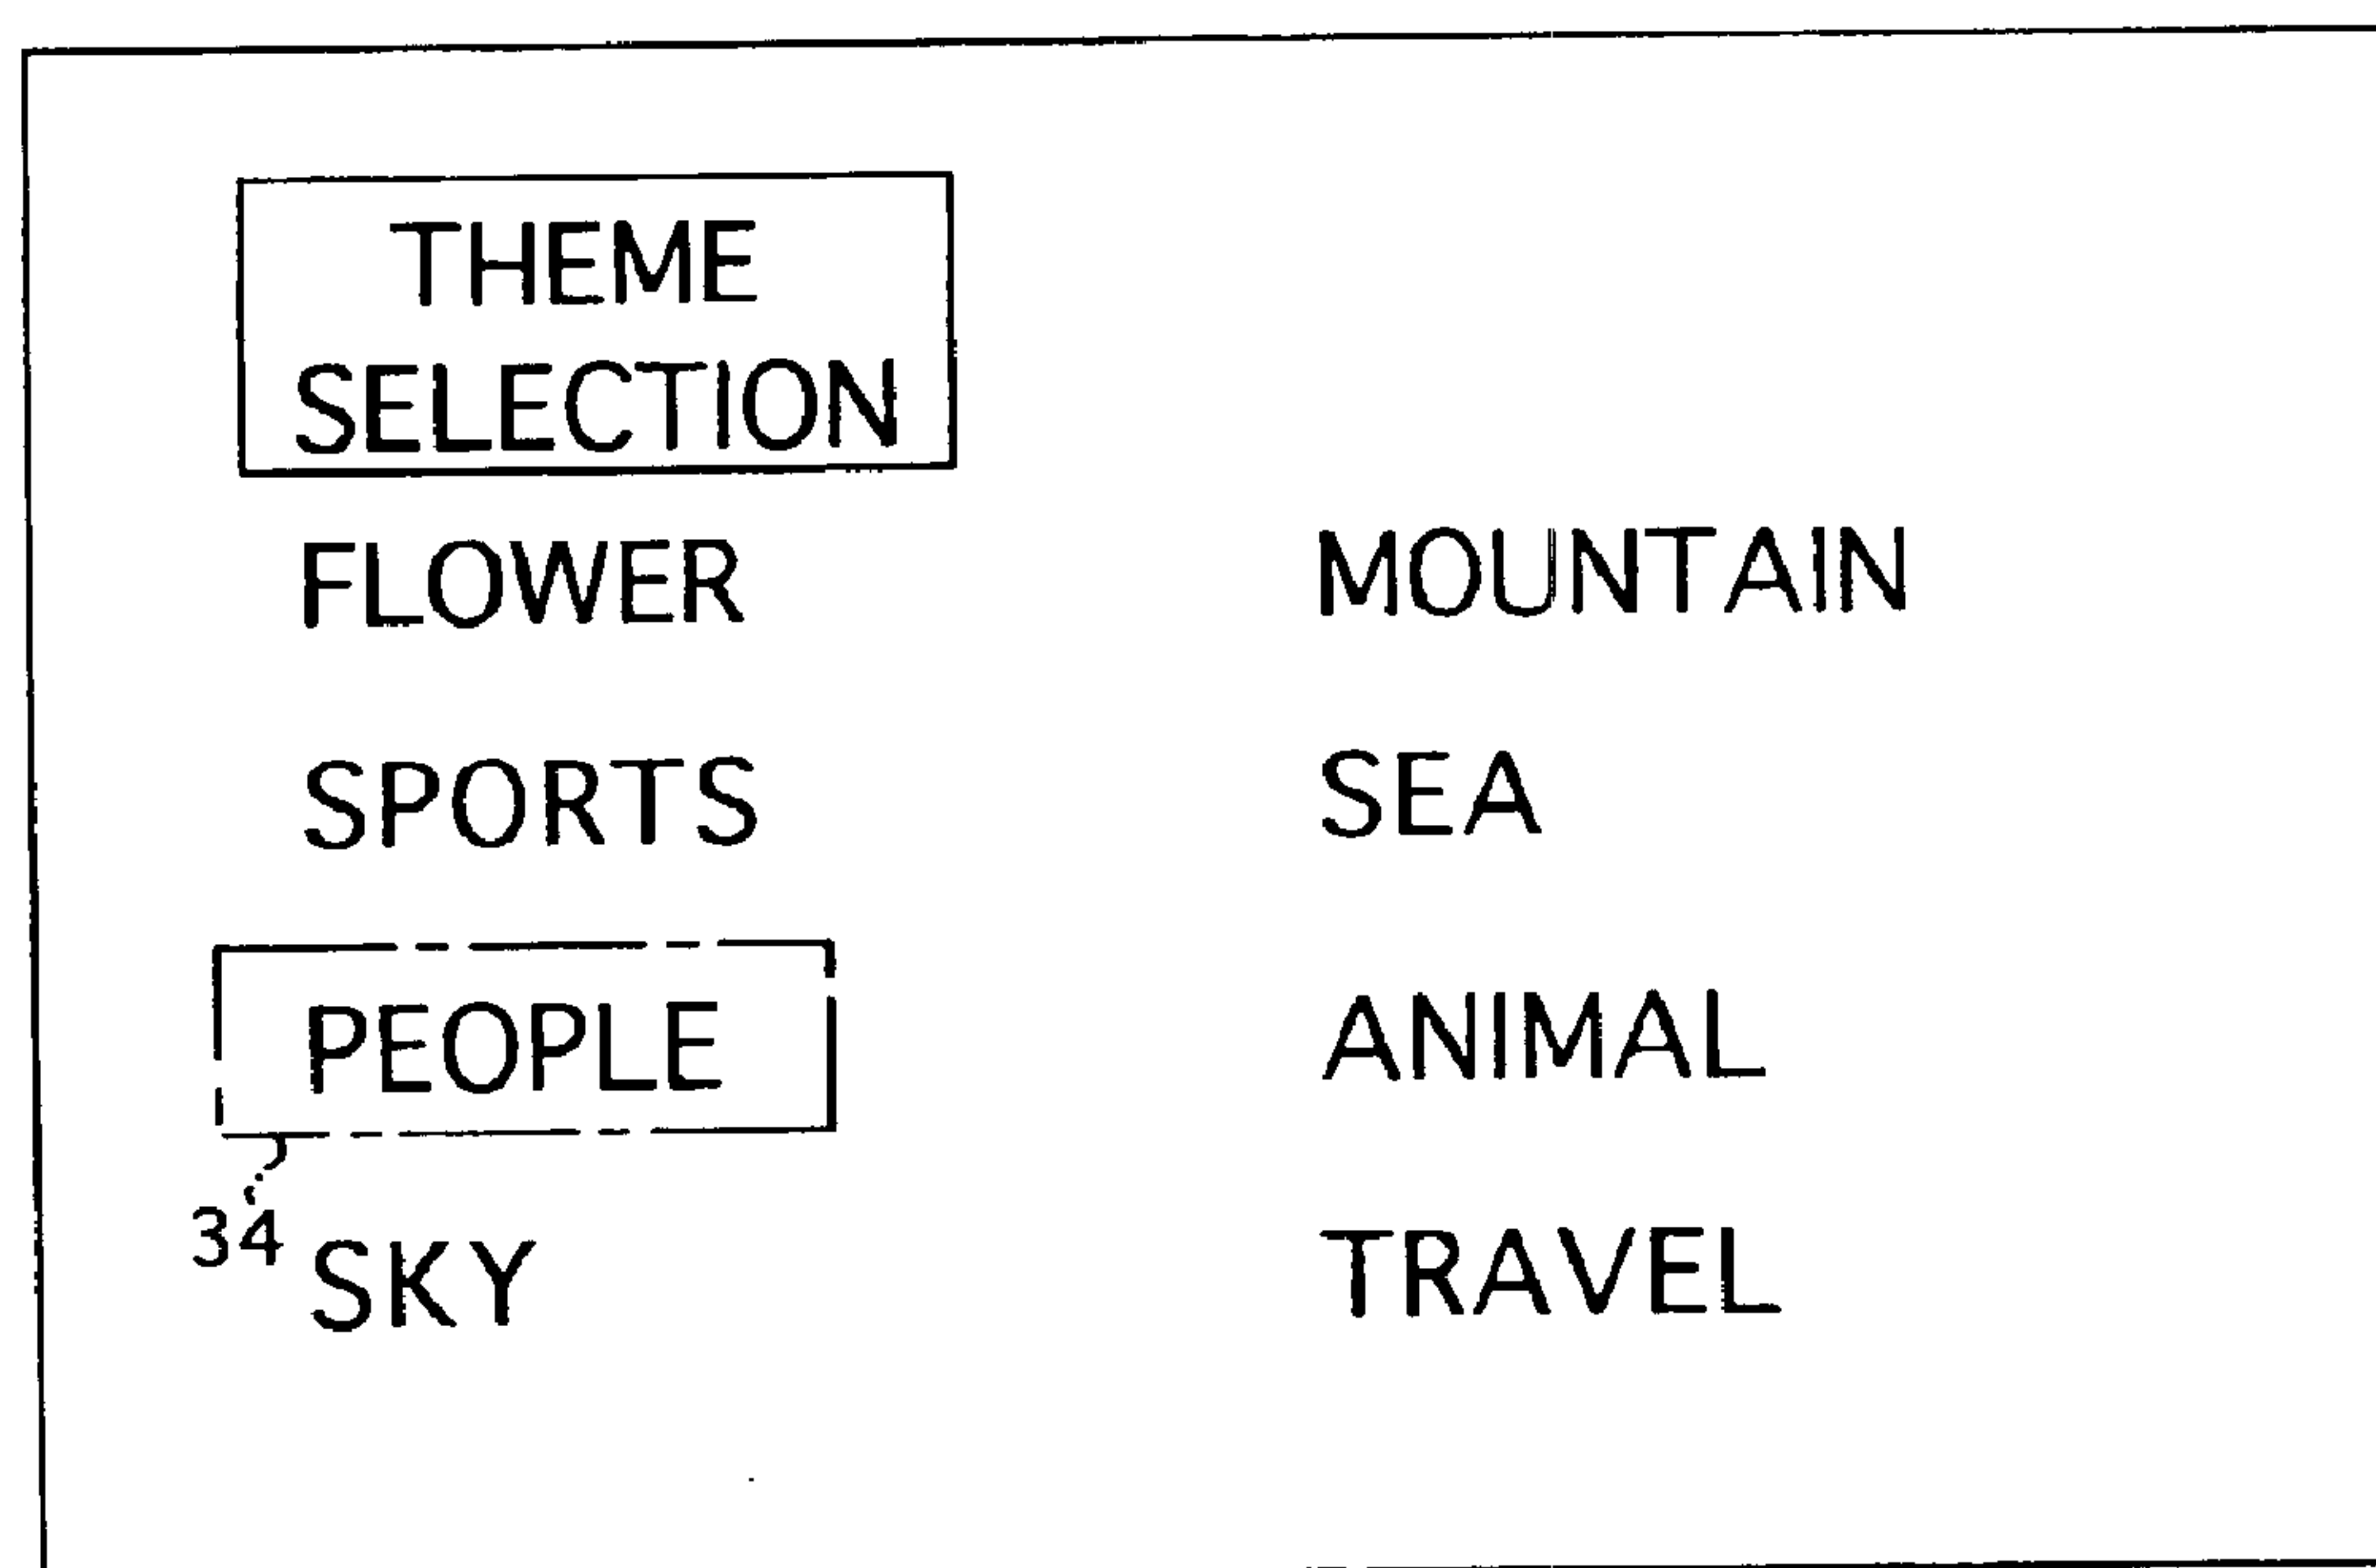 THEME
SELECTION
FLOWER MOUNTAIN
SPORTS SEA
PEOPLE ANIMAL
34
SKY TRAVEL